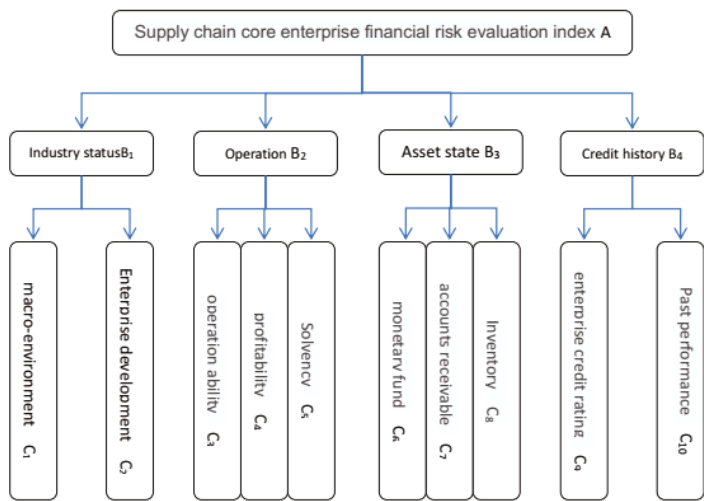 Supply chain core enterprise financial risk evaluation index A
Industry statusB₁
Operation B₂
Asset state B₃
Credit history B₄
macro-environment C₁
Enterprise development C₂
operation ability C₃
profitability C₄
Solvency C₅
monetary fund C₆
accounts receivable C₇
Inventory C₈
enterprise credit rating C₉
Past performance C₁₀